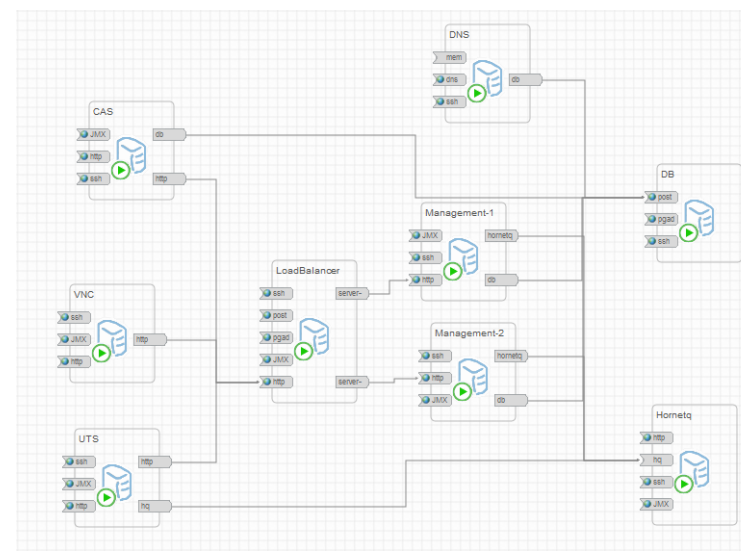 DNS
mem
dns
db
ssh
CAS
JMX
db
http
ssh
http
DB
post
pgad
ssh
Management-1
JMX
hornetq
ssh
http
db
LoadBalancer
ssh
server-
post
pgad
JMX
http
server-
VNC
ssh
JMX
http
http
Management-2
ssh
hornetq
http
JMX
db
Hornetq
http
hq
ssh
JMX
UTS
ssh
http
JMX
http
hq